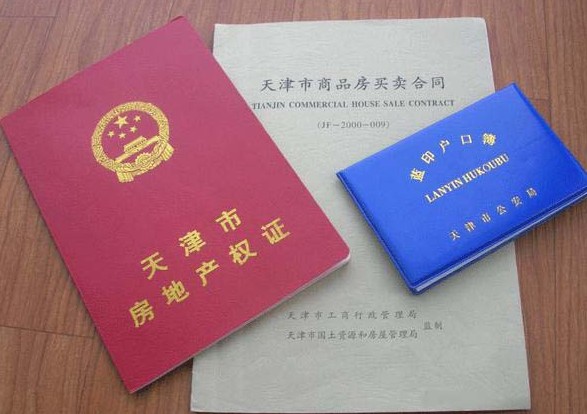 天津市
房地产权证
天津市商品房买卖合同
TIANJIN COMMERCIAL HOUSE SALE CONTRACT
(JF-2000-009)
天津市工商行政管理局
天津市国土资源和房屋管理局
监制
蓝印户口簿
LANYIN HUKOUBU
天津市公安局